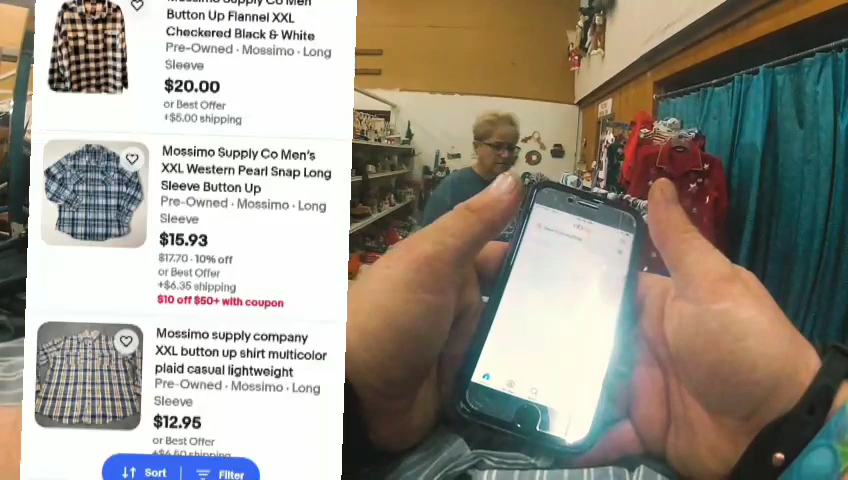 Mossimo Supply Co Men
Button Up Flannel XXL
Checkered Black & White
Pre-Owned · Mossimo · Long
Sleeve
$20.00
or Best Offer
+$5.00 shipping
Mossimo Supply Co Men's
XXL Western Pearl Snap Long
Sleeve Button Up
Pre-Owned · Mossimo · Long
Sleeve
$15.93
$17.70 · 10% off
or Best Offer
+$6.35 shipping
$10 off $50+ with coupon
Mossimo supply company
XXL button up shirt multicolor
plaid casual lightweight
Pre-Owned · Mossimo · Long
Sleeve
$12.95
or Best Offer
+$6.50 shipping
Sort
Filter